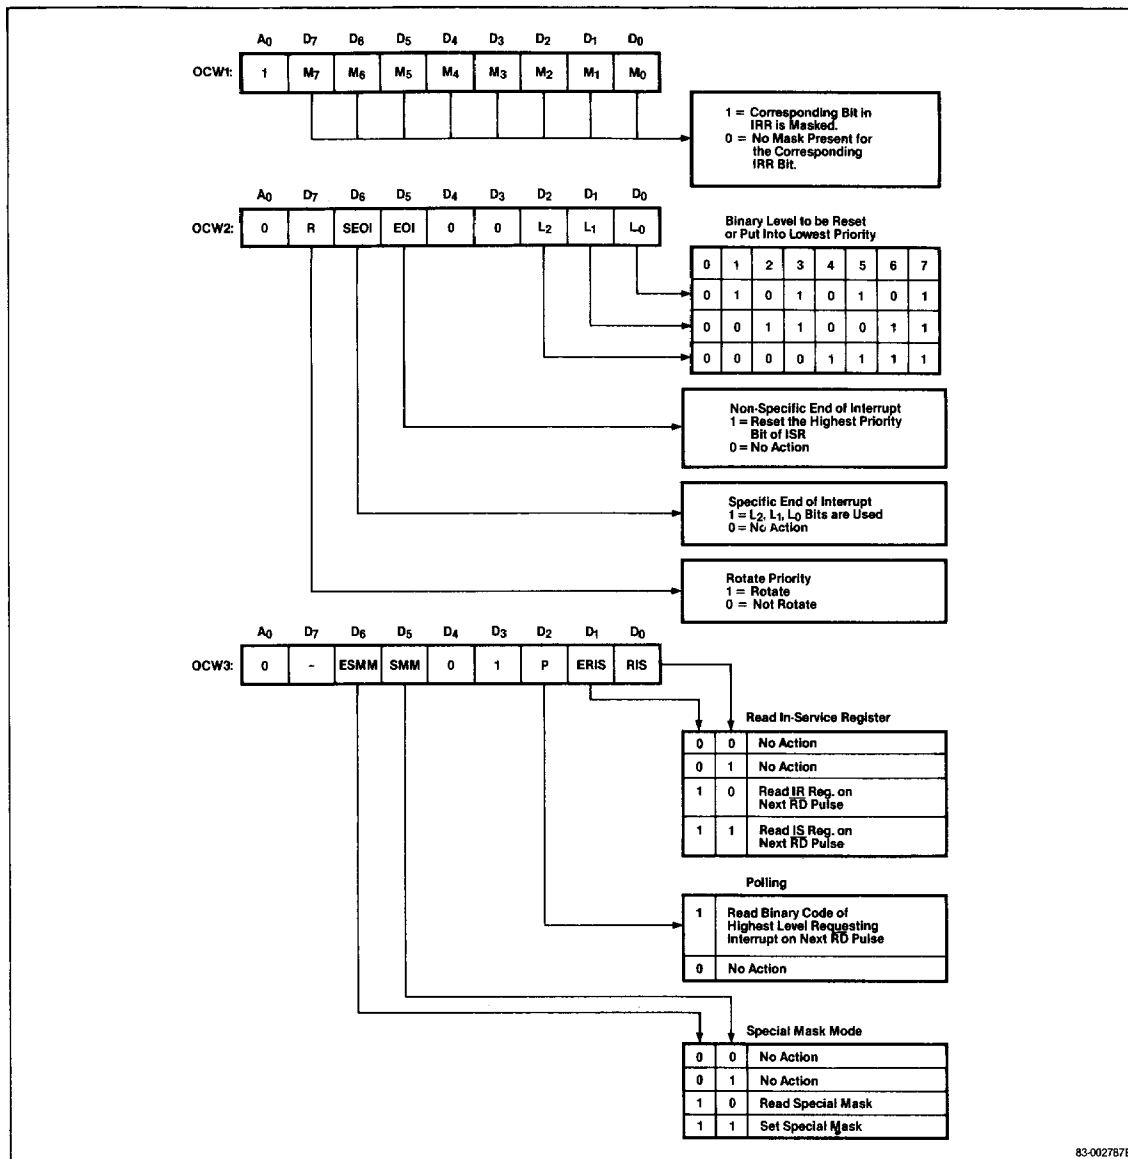 A0 D7 D6 D5 D4 D3 D2 D1 D0
OCW1: 1 M7 M6 M5 M4 M3 M2 M1 M0
1 = Corresponding Bit in
IRR is Masked.
0 = No Mask Present for
the Corresponding
IRR Bit.
A0 D7 D6 D5 D4 D3 D2 D1 D0
OCW2: 0 R SEOI EOI 0 0 L2 L1 L0
Binary Level to be Reset
or Put Into Lowest Priority
0 1 2 3 4 5 6 7
0 1 0 1 0 1 0 1
0 0 1 1 0 0 1 1
0 0 0 0 1 1 1 1
Non-Specific End of Interrupt
1 = Reset the Highest Priority
Bit of ISR
0 = No Action
Specific End of Interrupt
1 = L2, L1, L0 Bits are Used
0 = No Action
Rotate Priority
1 = Rotate
0 = Not Rotate
A0 D7 D6 D5 D4 D3 D2 D1 D0
OCW3: 0 - ESMM SMM 0 1 P ERIS RIS
Read In-Service Register
0 0 No Action
0 1 No Action
1 0 Read IR Reg. on
Next RD Pulse
1 1 Read IS Reg. on
Next RD Pulse
Polling
1 Read Binary Code of
Highest Level Requesting
Interrupt on Next RD Pulse
0 No Action
Special Mask Mode
0 0 No Action
0 1 No Action
1 0 Read Special Mask
1 1 Set Special Mask
83-002787B